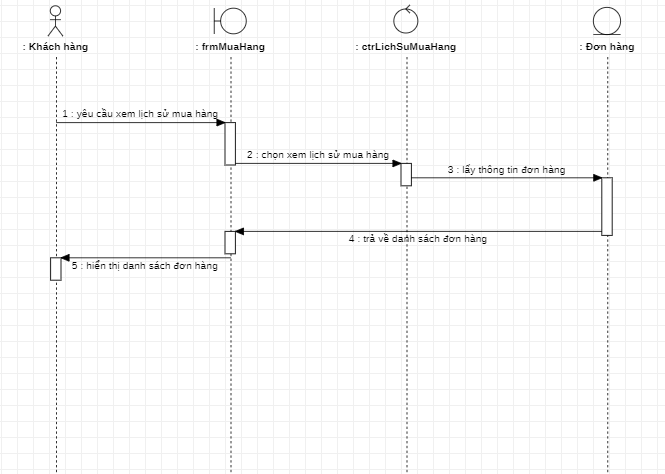 : Khách hàng
: frmMuaHang
: ctrLichSuMuaHang
: Đơn hàng
1 : yêu cầu xem lịch sử mua hàng
2 : chọn xem lịch sử mua hàng
3 : lấy thông tin đơn hàng
4 : trả về danh sách đơn hàng
5 : hiển thị danh sách đơn hàng